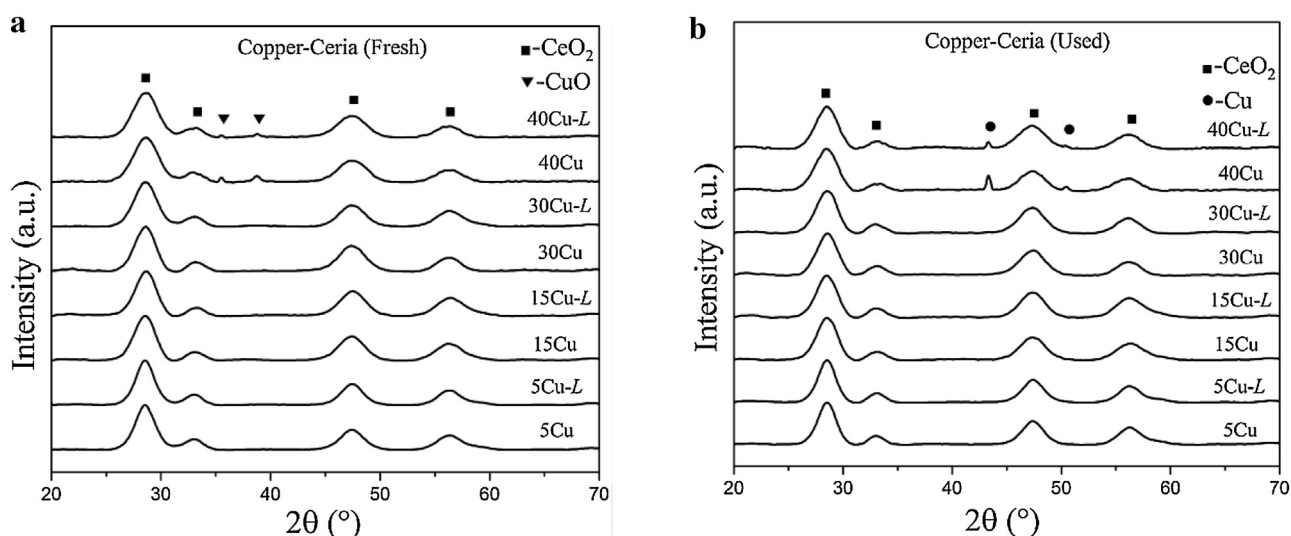 a
Copper-Ceria (Fresh)
■-CeO₂
▼-CuO
40Cu-L
40Cu
30Cu-L
30Cu
15Cu-L
15Cu
5Cu-L
5Cu
Intensity (a.u.)
20 30 40 50 60 70
2θ (°)
b
Copper-Ceria (Used)
■-CeO₂
●-Cu
40Cu-L
40Cu
30Cu-L
30Cu
15Cu-L
15Cu
5Cu-L
5Cu
Intensity (a.u.)
20 30 40 50 60 70
2θ (°)